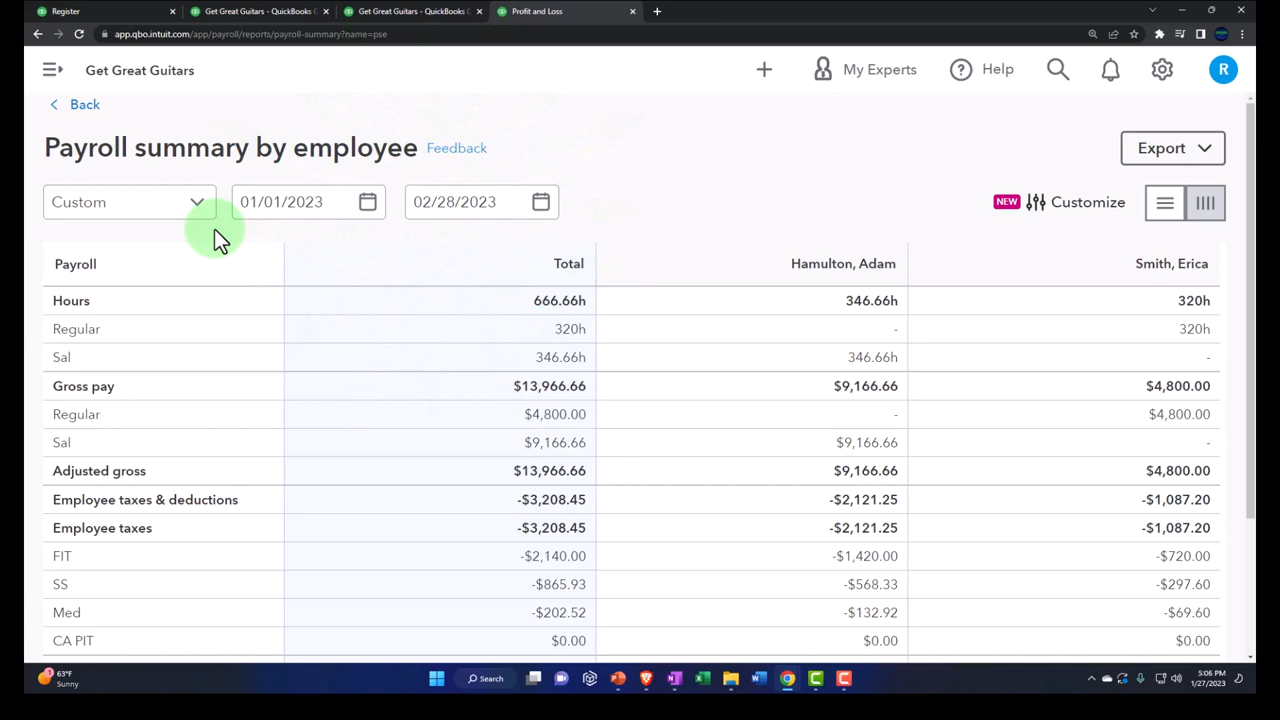 Register
Get Great Guitars - QuickBooks
Get Great Guitars - QuickBooks
Profit and Loss
app.qbo.intuit.com/app/payroll/reports/payroll-summary?name=pse
Get Great Guitars
My Experts
Help
R
Back
Payroll summary by employee Feedback
Export
Custom 01/01/2023 02/28/2023 NEW Customize
Payroll Total Hamulton, Adam Smith, Erica
Hours 666.66h 346.66h 320h
Regular 320h - 320h
Sal 346.66h 346.66h -
Gross pay $13,966.66 $9,166.66 $4,800.00
Regular $4,800.00 - $4,800.00
Sal $9,166.66 $9,166.66 -
Adjusted gross $13,966.66 $9,166.66 $4,800.00
Employee taxes & deductions -$3,208.45 -$2,121.25 -$1,087.20
Employee taxes -$3,208.45 -$2,121.25 -$1,087.20
FIT -$2,140.00 -$1,420.00 -$720.00
SS -$865.93 -$568.33 -$297.60
Med -$202.52 -$132.92 -$69.60
CA PIT $0.00 $0.00 $0.00
63°F
Sunny
Search
5:06 PM
1/27/2023